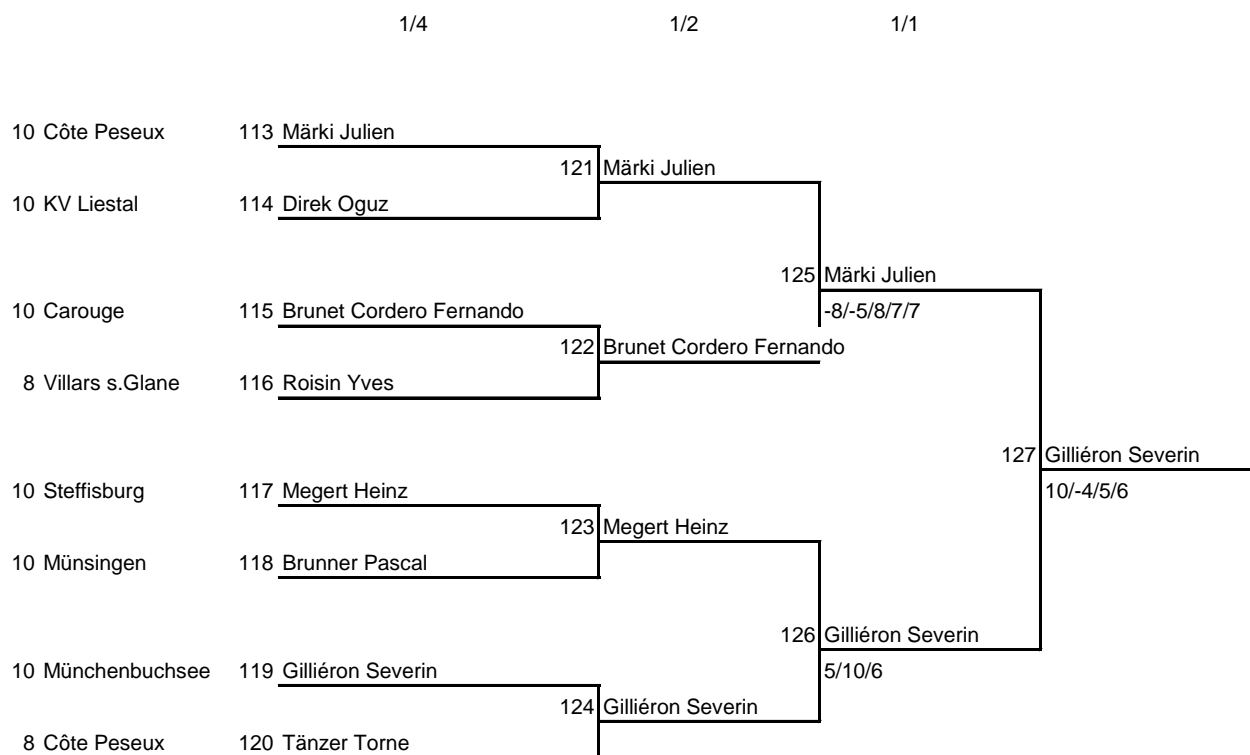 1/4 1/2 1/1
10 Côte Peseux 113 Märki Julien
121 Märki Julien
10 KV Liestal 114 Direk Oguz
125 Märki Julien
10 Carouge 115 Brunet Cordero Fernando -8/-5/8/7/7
122 Brunet Cordero Fernando
8 Villars s.Glane 116 Roisin Yves
127 Gilliéron Severin
10 Steffisburg 117 Megert Heinz 10/-4/5/6
123 Megert Heinz
10 Münsingen 118 Brunner Pascal
126 Gilliéron Severin
10 Münchenbuchsee 119 Gilliéron Severin 5/10/6
124 Gilliéron Severin
8 Côte Peseux 120 Tänzer Torne